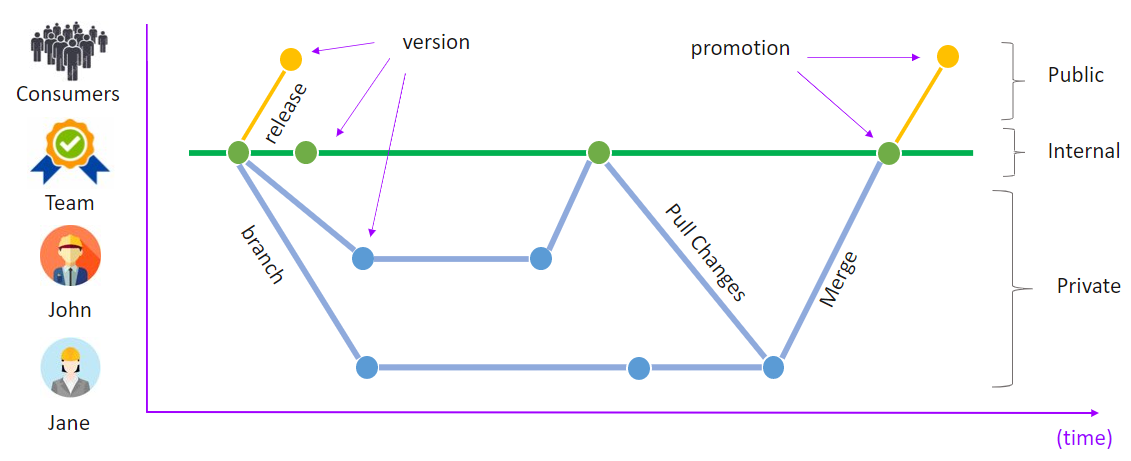 version
promotion
Public
Consumers
release
Internal
Team
branch
Pull Changes
Merge
Private
John
Jane
(time)